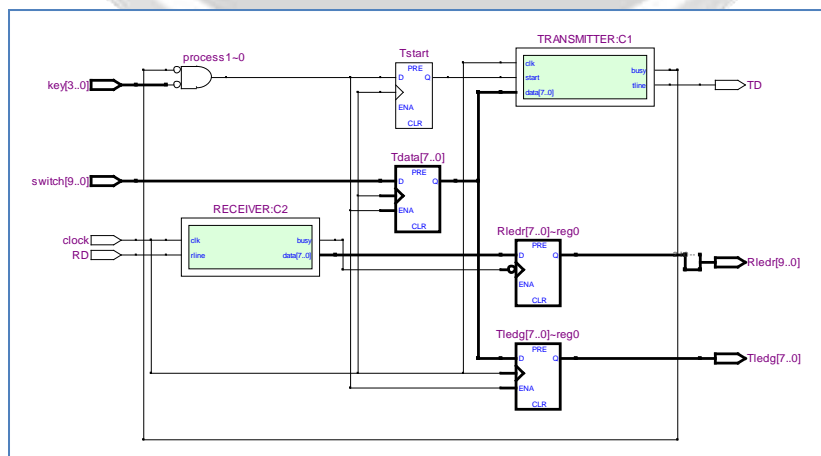 TRANSMITTER:C1
process1~0
Tstart
key[3..0]
PRE
D Q
ENA
CLR
clk
start
data[7..0]
busy
tline
TD
Tdata[7..0]
switch[9..0]
PRE
D Q
ENA
CLR
RECEIVER:C2
clock
RD
clk
rline
busy
data[7..0]
Rledr[7..0]~reg0
PRE
D Q
ENA
CLR
Rledr[9..0]
Tledg[7..0]~reg0
PRE
D Q
ENA
CLR
Tledg[7..0]